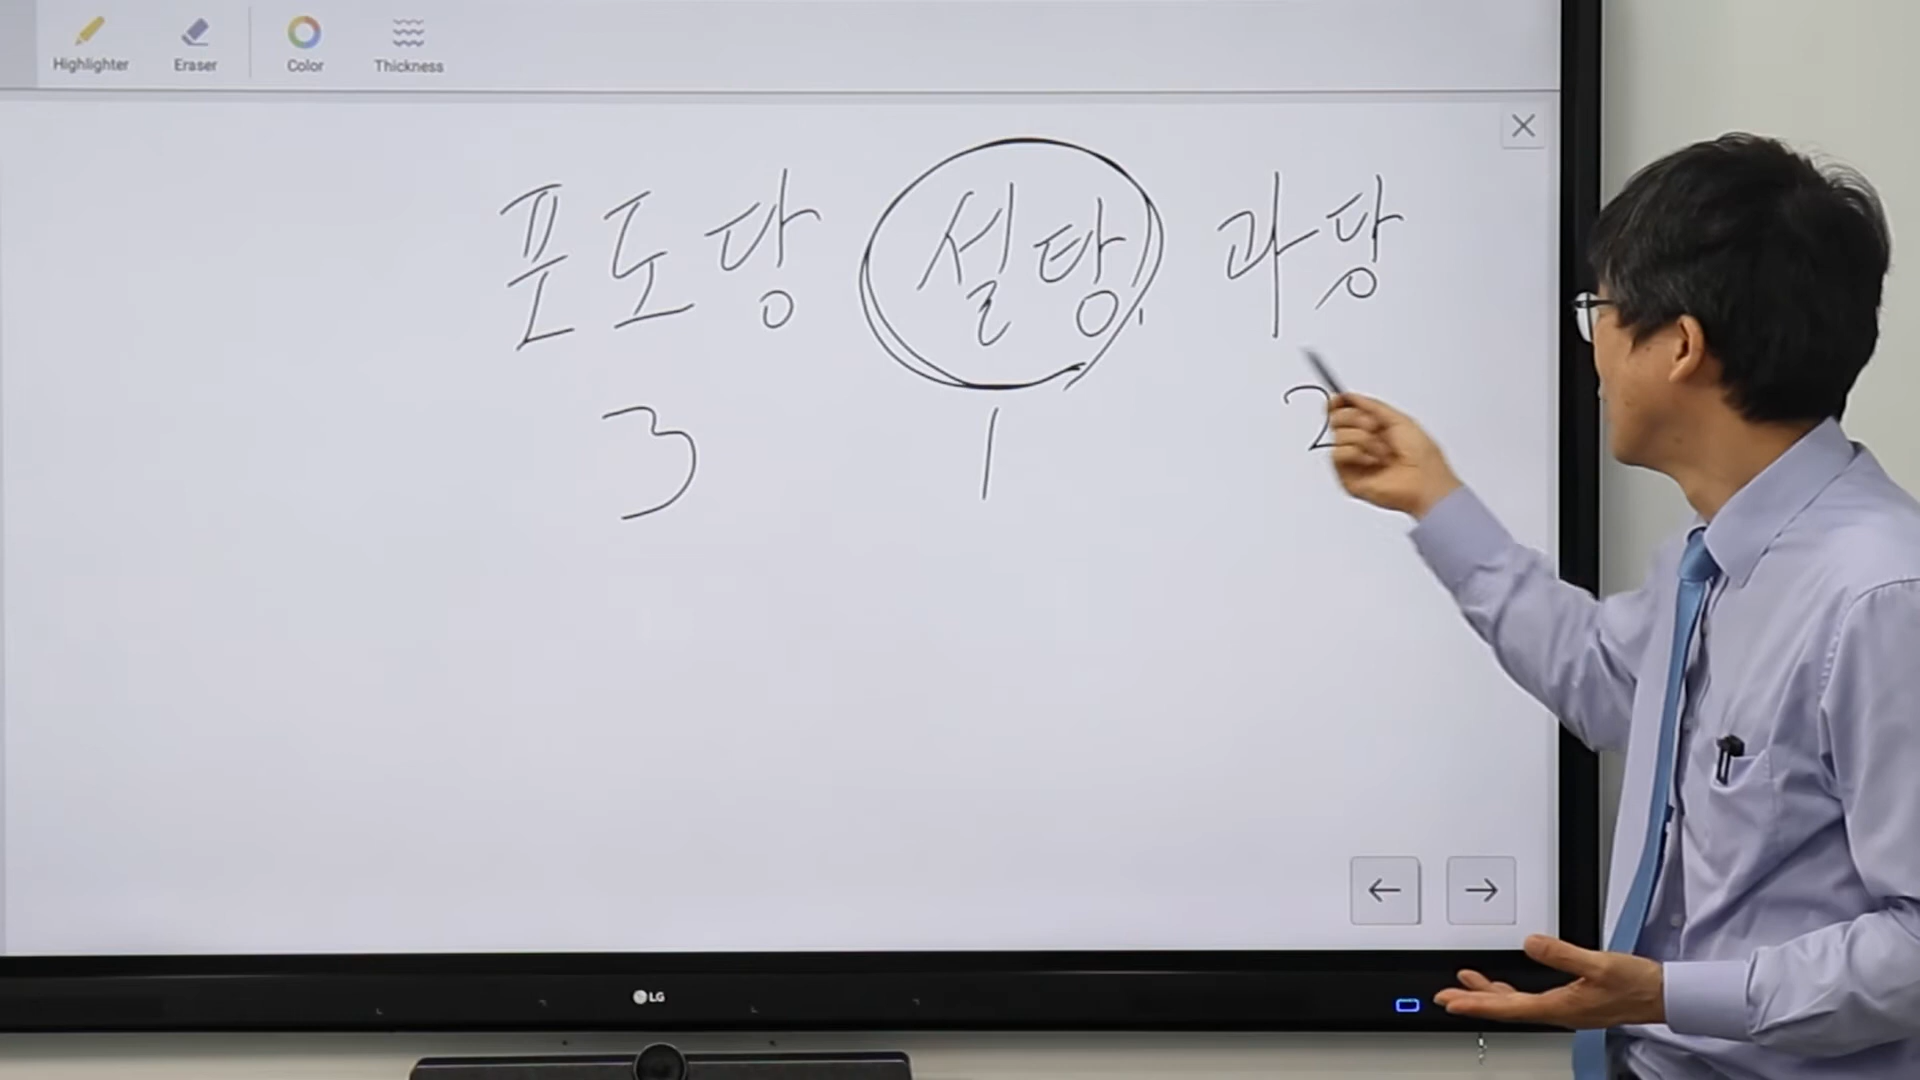 Highlighter Eraser Color Thickness
포도당 설탕 과당
3 1 2
LG